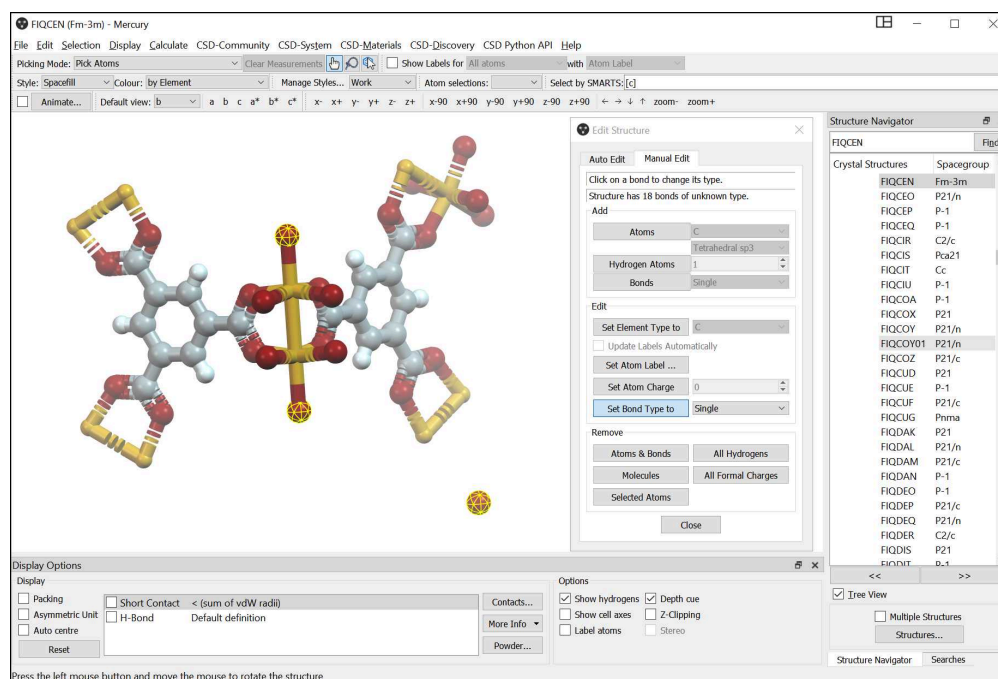 FIQCEN (Fm-3m) - Mercury
File Edit Selection Display Calculate CSD-Community CSD-System CSD-Materials CSD-Discovery CSD Python API Help
Picking Mode: Pick Atoms Clear Measurements Show Labels for All atoms with Atom Label
Style: Spacefill Colour: by Element Manage Styles... Work Atom selections: Select by SMARTS: [c]
Animate... Default view: b a b c a* b* c* x- x+ y- y+ z- z+ x-90 x+90 y-90 y+90 z-90 z+90 ← → ↓ ↑ zoom- zoom+
Edit Structure
Auto Edit Manual Edit
Click on a bond to change its type.
Structure has 18 bonds of unknown type.
Add
Atoms C
Tetrahedral sp3
Hydrogen Atoms 1
Bonds Single
Edit
Set Element Type to C
Update Labels Automatically
Set Atom Label ...
Set Atom Charge 0
Set Bond Type to Single
Remove
Atoms & Bonds All Hydrogens
Molecules All Formal Charges
Selected Atoms
Close
Structure Navigator
FIQCEN Find
Crystal Structures Spacegroup
FIQCEN Fm-3m
FIQCEO P21/n
FIQCEP P-1
FIQCEQ P-1
FIQCIR C2/c
FIQCIS Pca21
FIQCIT Cc
FIQCIU P-1
FIQCOA P-1
FIQCOX P21
FIQCOY P21/n
FIQCOY01 P21/n
FIQCOZ P21/c
FIQCUD P21
FIQCUE P-1
FIQCUF P21/c
FIQCUG Pnma
FIQDAK P21
FIQDAL P21/n
FIQDAM P21/c
FIQDAN P-1
FIQDEO P-1
FIQDEP P21/c
FIQDEQ P21/n
FIQDER C2/c
FIQDIS P21
FIQDIT P-1
<< >>
Tree View
Multiple Structures
Structures...
Structure Navigator Searches
Display Options
Display
Packing
Asymmetric Unit
Auto centre
Reset
Short Contact < (sum of vdW radii)
H-Bond Default definition
Contacts...
More Info
Powder...
Options
Show hydrogens Depth cue
Show cell axes Z-Clipping
Label atoms Stereo
Press the left mouse button and move the mouse to rotate the structure